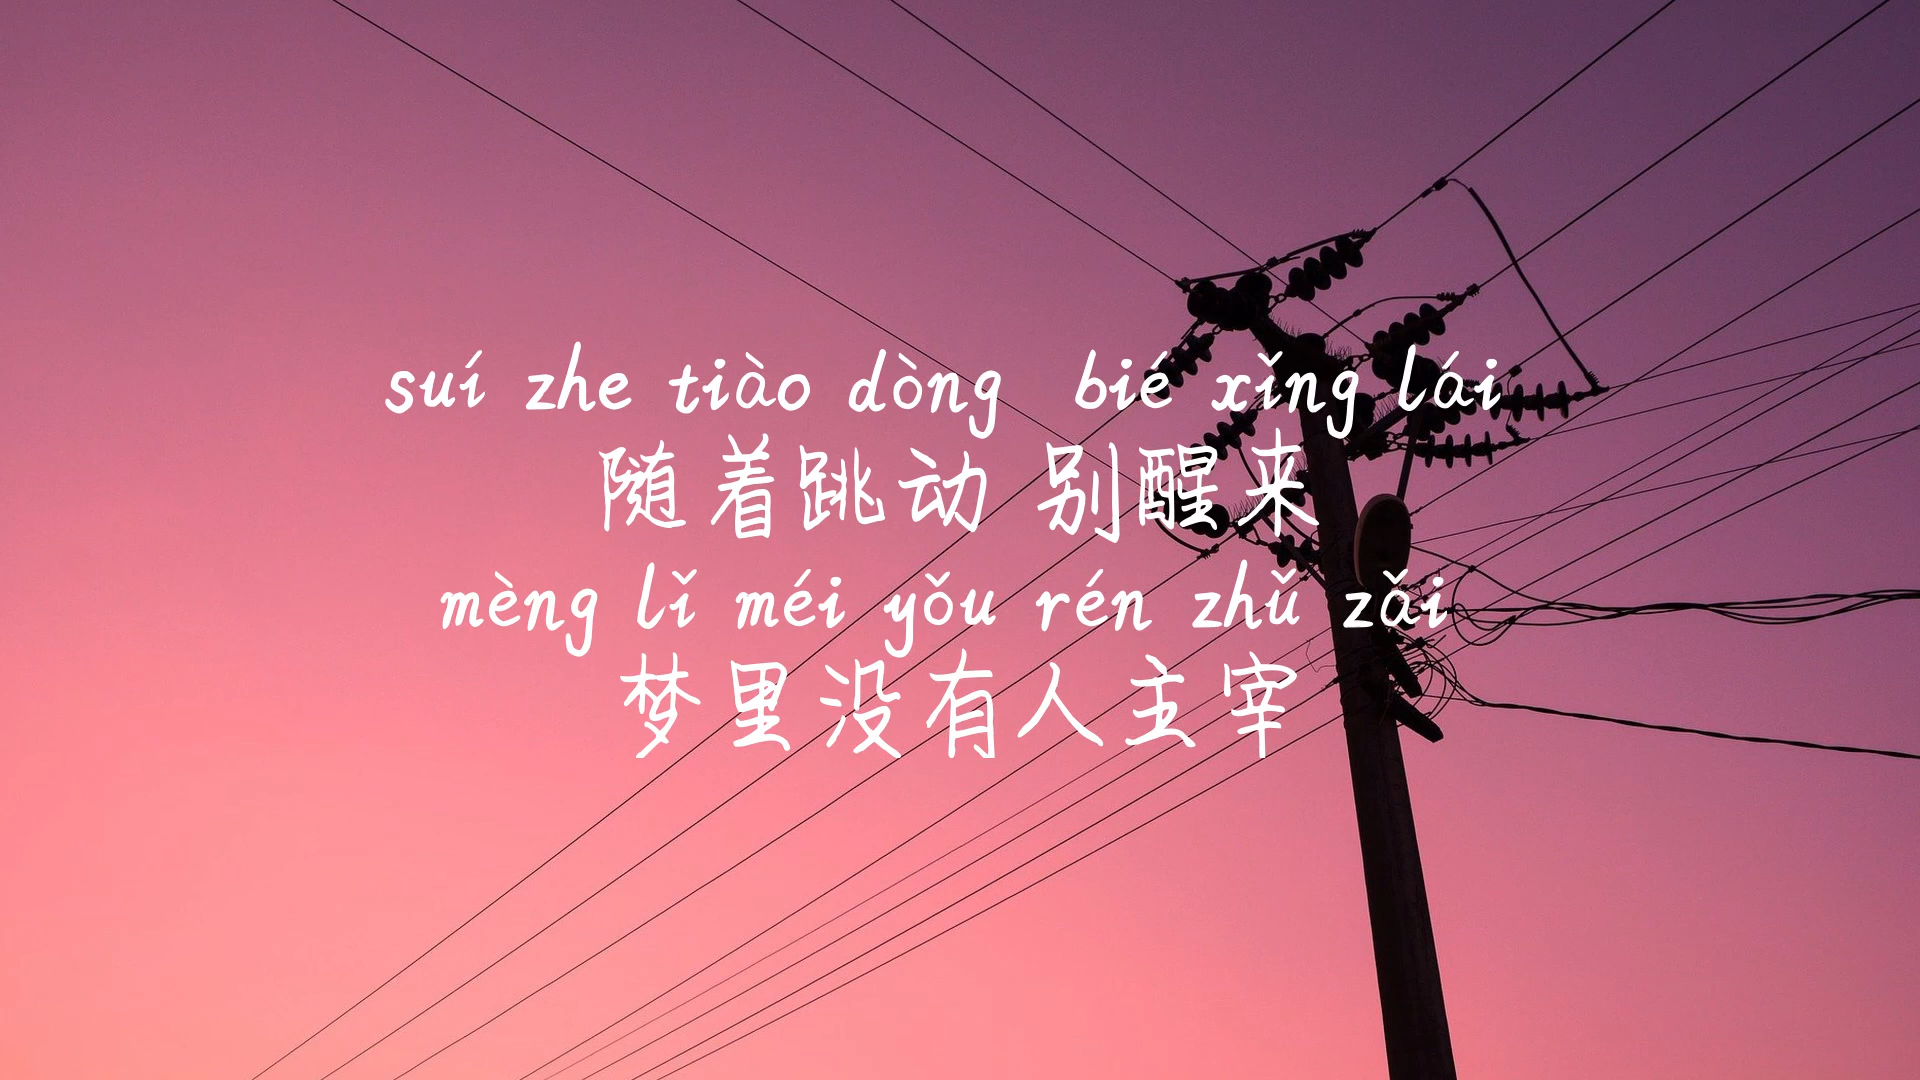 suí zhe tiào dòng  bié xǐng lái
随着跳动 别醒来
mèng lǐ méi yǒu rén zhǔ zǎi
梦里没有人主宰